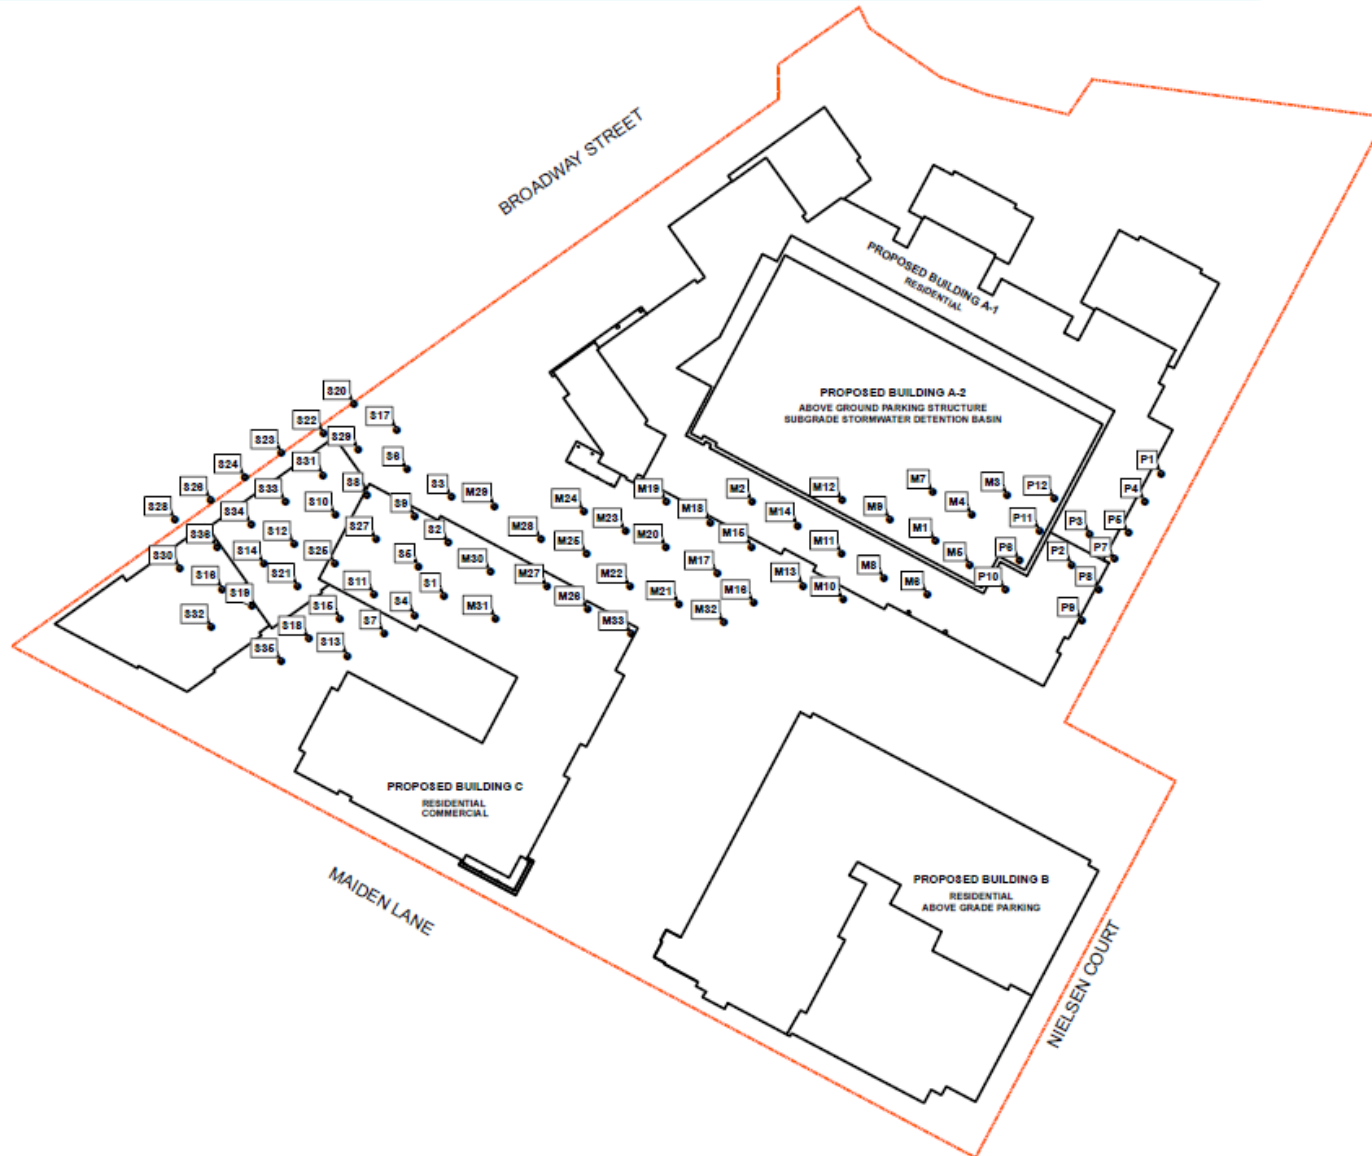 BROADWAY STREET
PROPOSED BUILDING A-1
RESIDENTIAL
PROPOSED BUILDING A-2
ABOVE GROUND PARKING STRUCTURE
SUBGRADE STORMWATER DETENTION BASIN
S20
S17
S22
S29
S23
S6
S24
S31
P1
S26
S33
S8
S3
M29
M19
M2
M12
M7
M3
P12
P4
S28
S34
S10
S9
M24
M18
M14
M9
M4
P11
P3
P5
S36
S12
S27
S2
M28
M23
M20
M15
M11
M1
P6
P2
P7
S30
S14
S25
S5
M30
M25
M17
M5
P8
S16
S21
S11
S1
M27
M22
M13
M8
P10
S19
S4
M31
M26
M21
M16
M10
M6
P9
S32
S18
S15
S7
M33
M32
S35
S13
PROPOSED BUILDING C
RESIDENTIAL
COMMERCIAL
MAIDEN LANE
PROPOSED BUILDING B
RESIDENTIAL
ABOVE GRADE PARKING
NIELSEN COURT